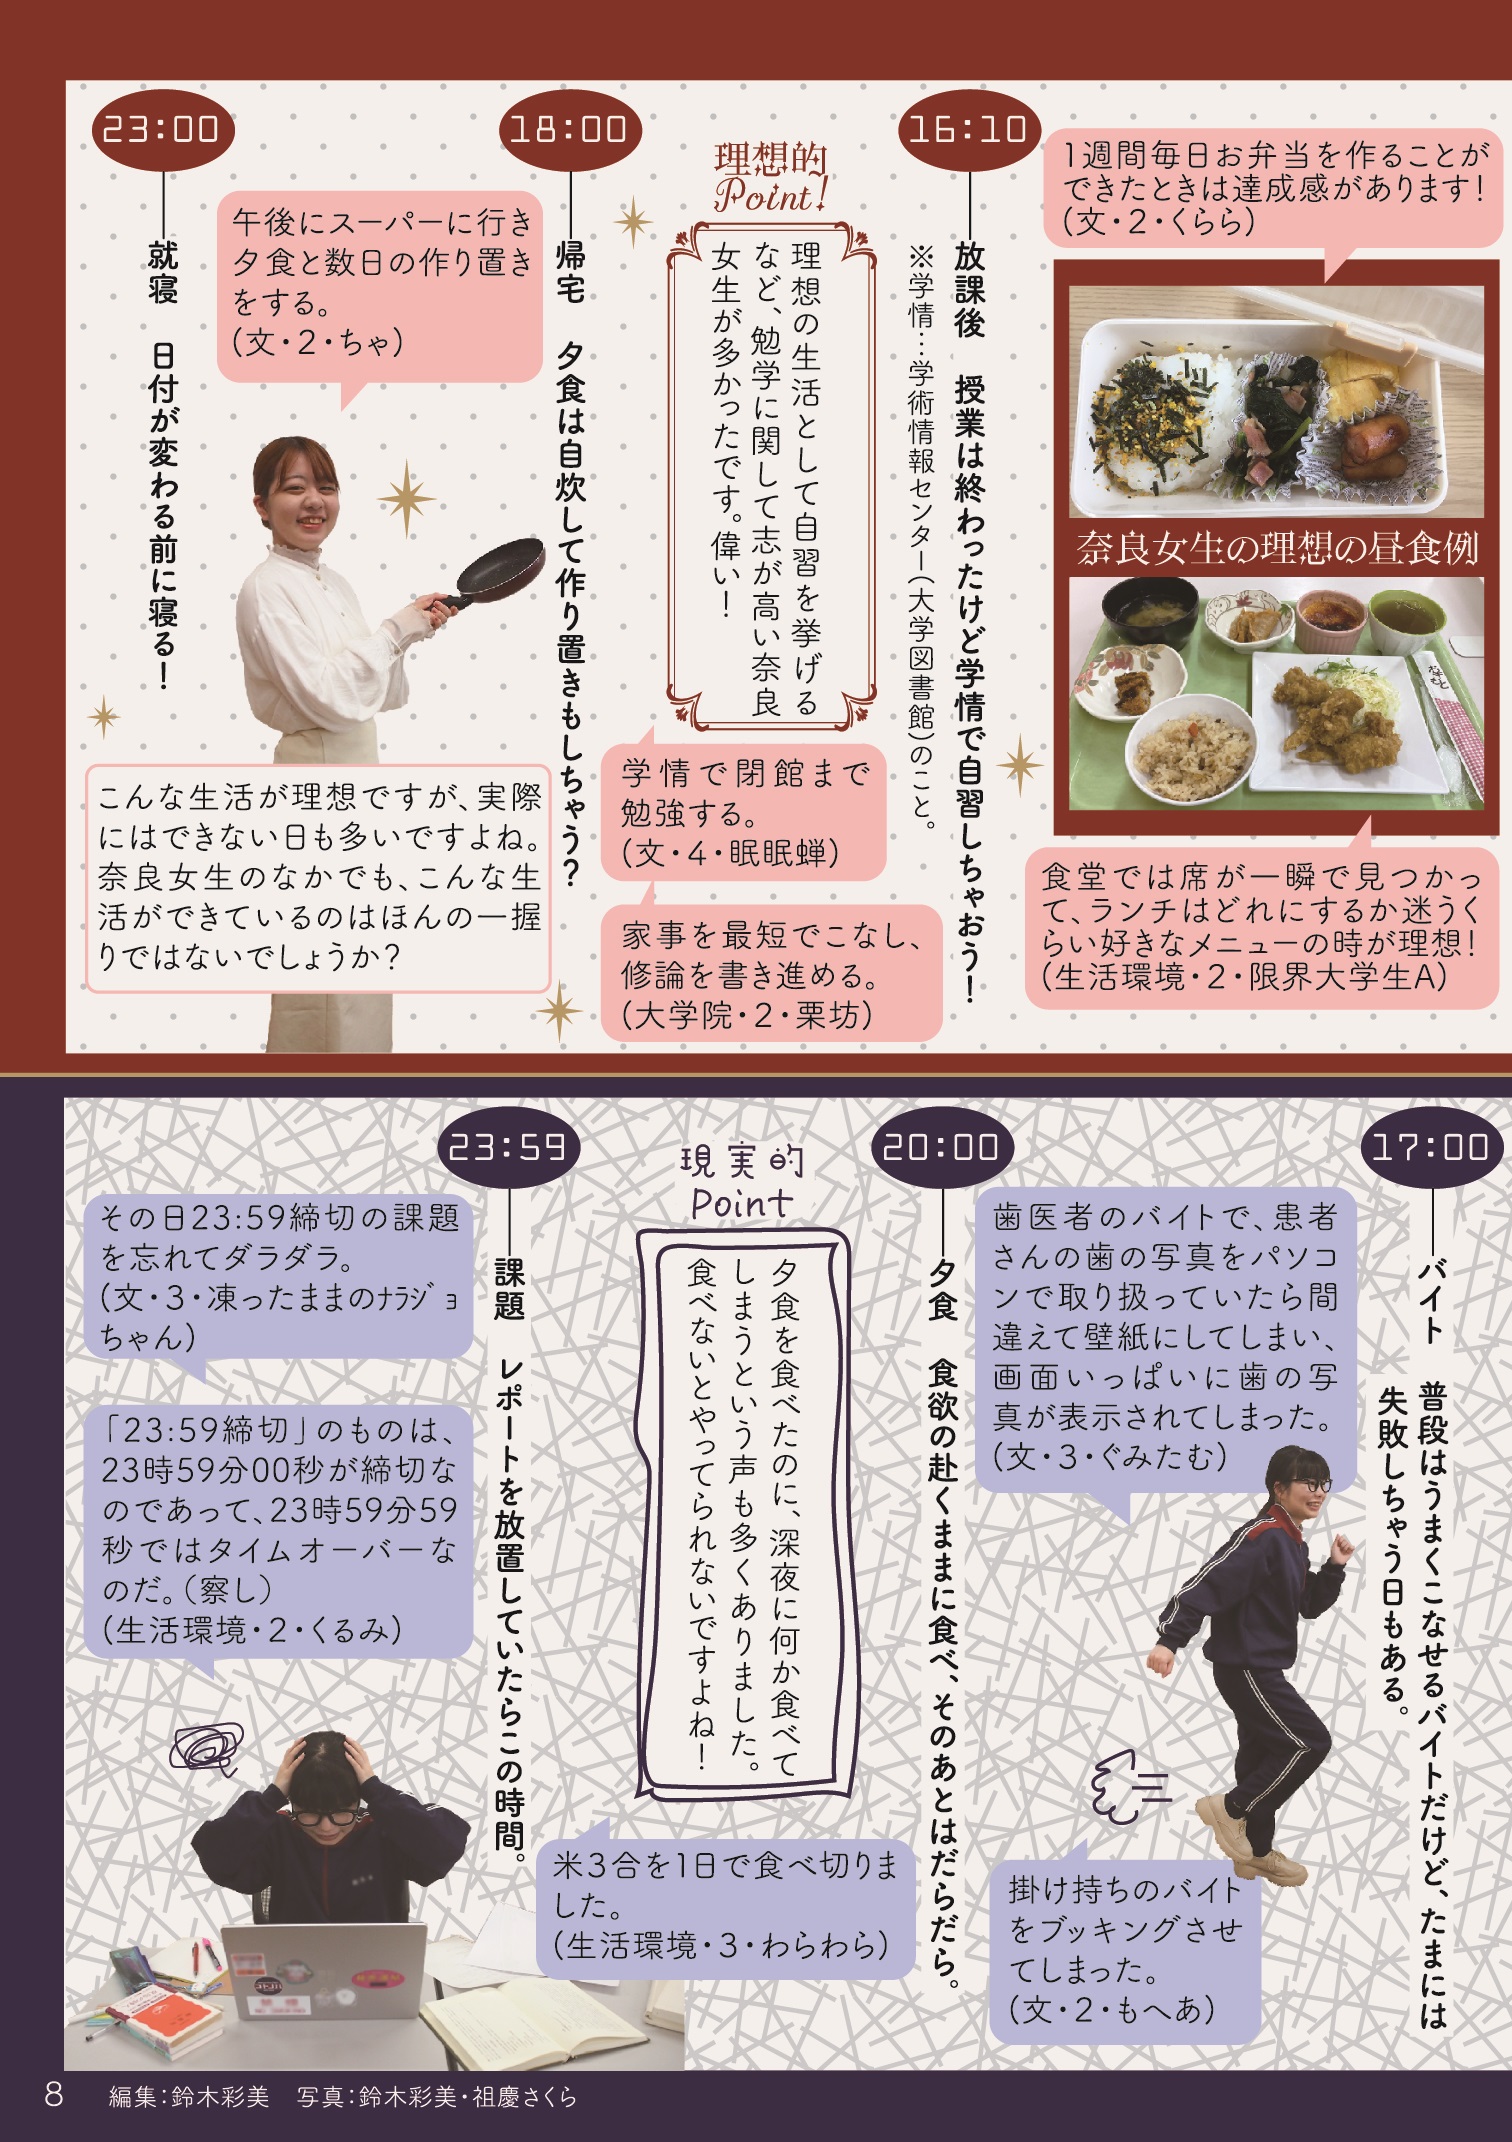 1週間毎日お弁当を作ることが
できたときは達成感があります!
(文・2・くらら)
奈良女生の理想の昼食例
食堂では席が一瞬で見つかっ
て、ランチはどれにするか迷うく
らい好きなメニューの時が理想!
(生活環境・2・限界大学生A)
16:10
放課後 授業は終わったけど学情で自習しちゃおう!
※学情…学術情報センター(大学図書館)のこと。
理想的
Point!
理想の生活として自習を挙げる
など、勉学に関して志が高い奈良
女生が多かったです。偉い!
学情で閉館まで
勉強する。
(文・4・眠眠蝉)
家事を最短でこなし、
修論を書き進める。
(大学院・2・栗坊)
18:00
帰宅 夕食は自炊して作り置きもしちゃう?
午後にスーパーに行き
夕食と数日の作り置き
をする。
(文・2・ちゃ)
23:00
就寝 日付が変わる前に寝る!
こんな生活が理想ですが、実際
にはできない日も多いですよね。
奈良女生のなかでも、こんな生
活ができているのはほんの一握
りではないでしょうか?
17:00
バイト 普段はうまくこなせるバイトだけど、たまには
失敗しちゃう日もある。
歯医者のバイトで、患者
さんの歯の写真をパソコ
ンで取り扱っていたら間
違えて壁紙にしてしまい、
画面いっぱいに歯の写
真が表示されてしまった。
(文・3・ぐみたむ)
掛け持ちのバイト
をブッキングさせ
てしまった。
(文・2・もへあ)
20:00
夕食 食欲の赴くままに食べ、そのあとはだらだら。
現実的
Point
夕食を食べたのに、深夜に何か食べて
しまうという声も多くありました。
食べないとやってられないですよね!
米3合を1日で食べ切りま
した。
(生活環境・3・わらわら)
23:59
課題 レポートを放置していたらこの時間。
その日23:59締切の課題
を忘れてダラダラ。
(文・3・凍ったままのﾅﾗｼﾞｮ
ちゃん)
「23:59締切」のものは、
23時59分00秒が締切な
のであって、23時59分59
秒ではタイムオーバーな
のだ。(察し)
(生活環境・2・くるみ)
8 編集:鈴木彩美 写真:鈴木彩美・祖慶さくら